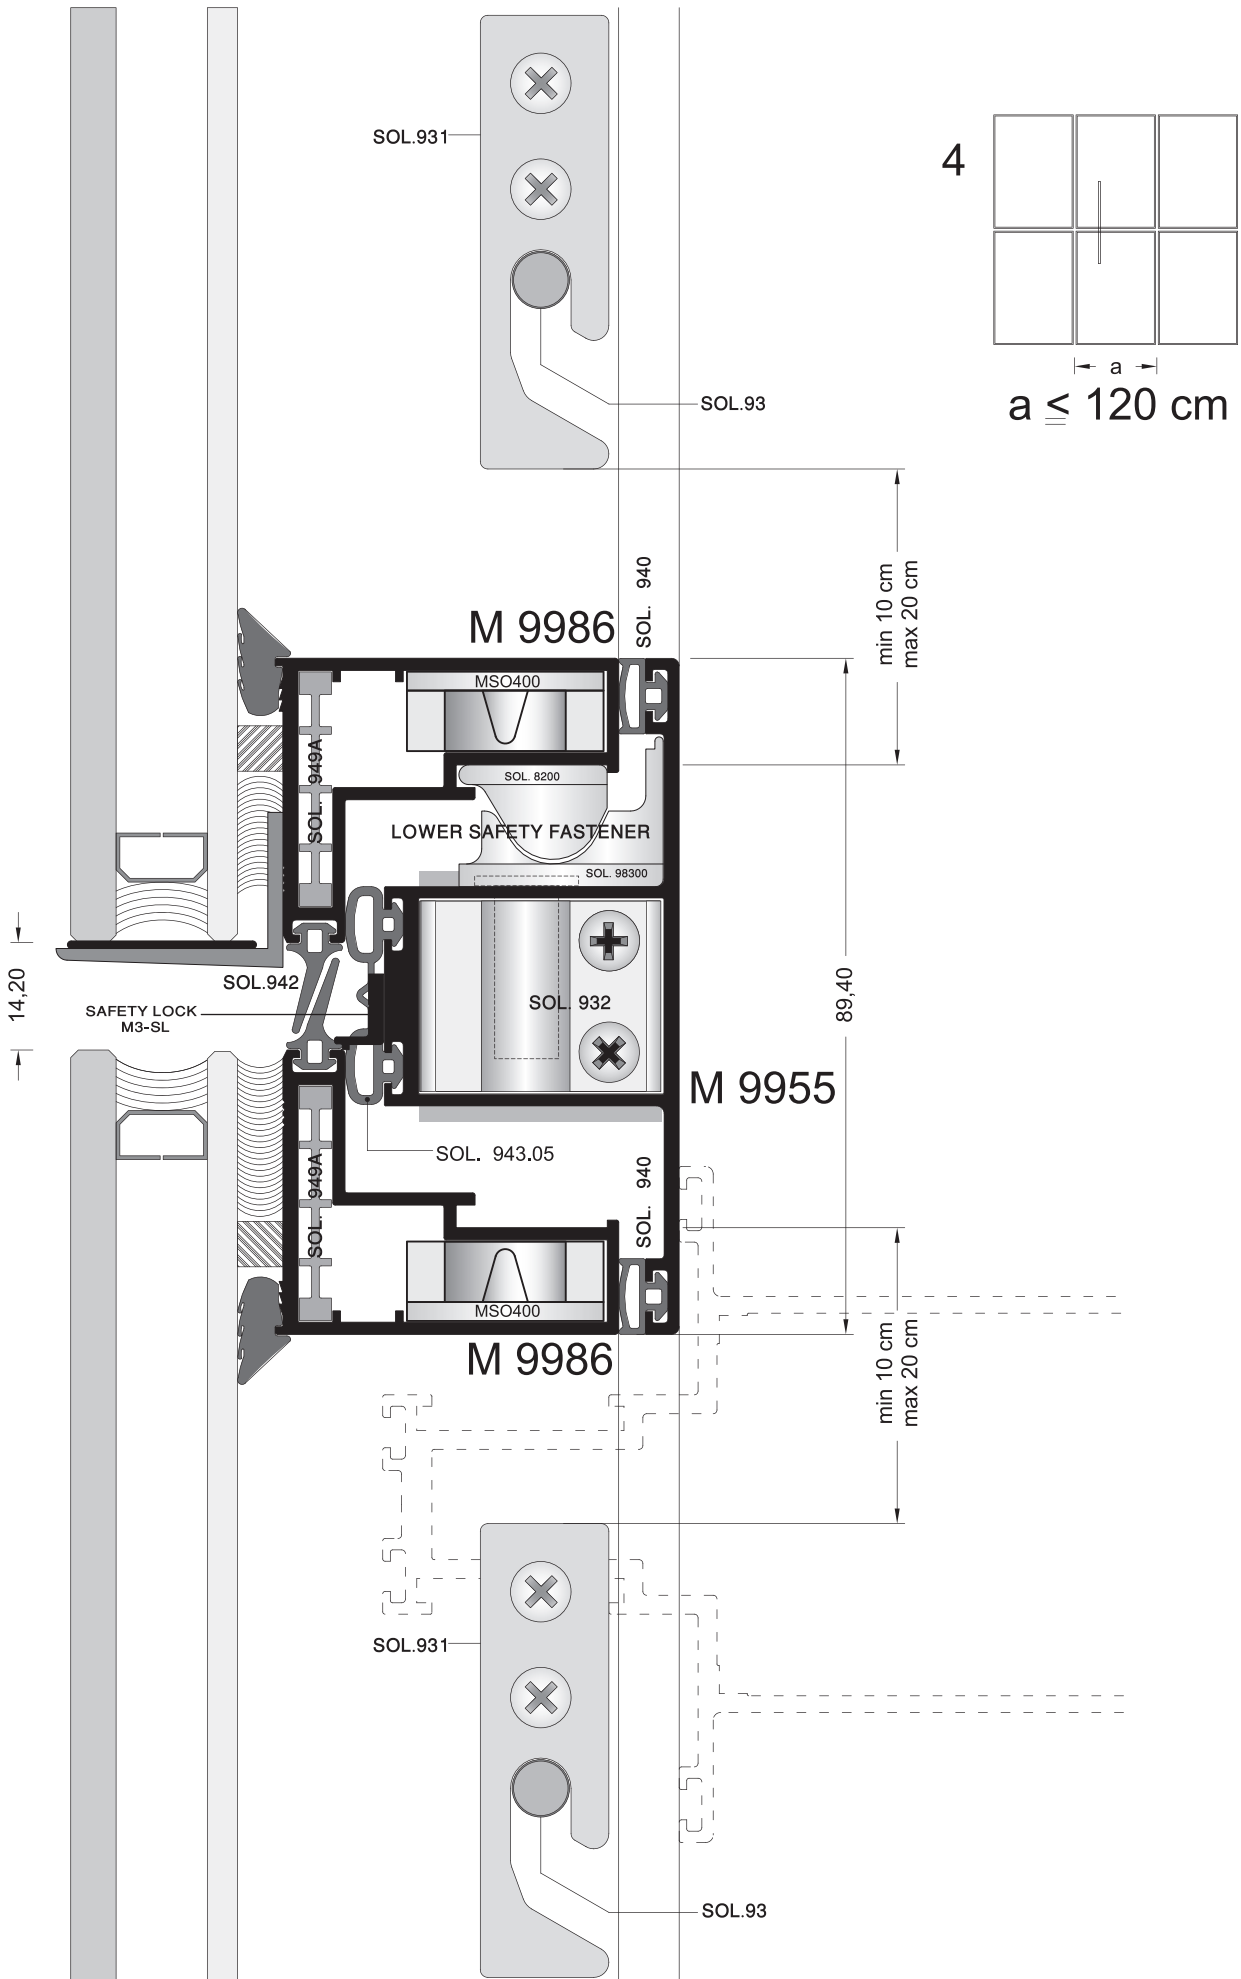 SOL.931
4
a
a ≦ 120 cm
SOL.93
min 10 cm
max 20 cm
SOL. 940
M 9986
MSO400
SOL. 949A
SOL. 8200
LOWER SAFETY FASTENER
SOL. 98300
14,20
SOL.942
SAFETY LOCK
M3-SL
SOL. 932
89,40
M 9955
SOL. 943.05
SOL. 940
SOL. 949A
MSO400
M 9986
min 10 cm
max 20 cm
SOL.931
SOL.93